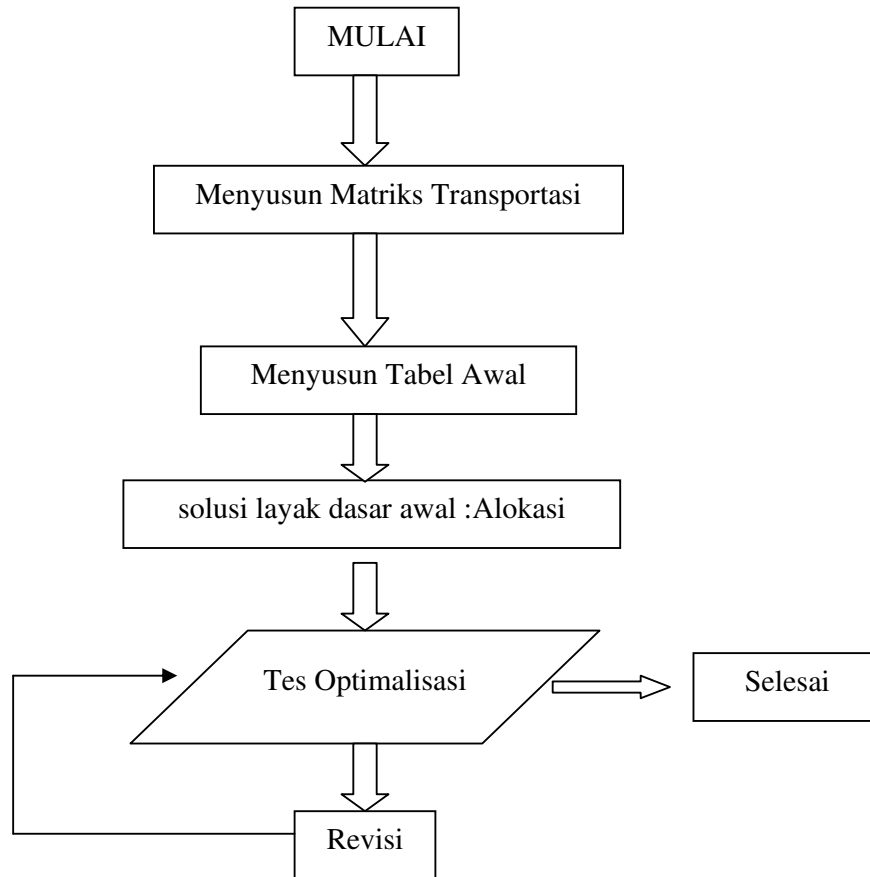 MULAI
Menyusun Matriks Transportasi
Menyusun Tabel Awal
solusi layak dasar awal :Alokasi
Tes Optimalisasi
Selesai
Revisi